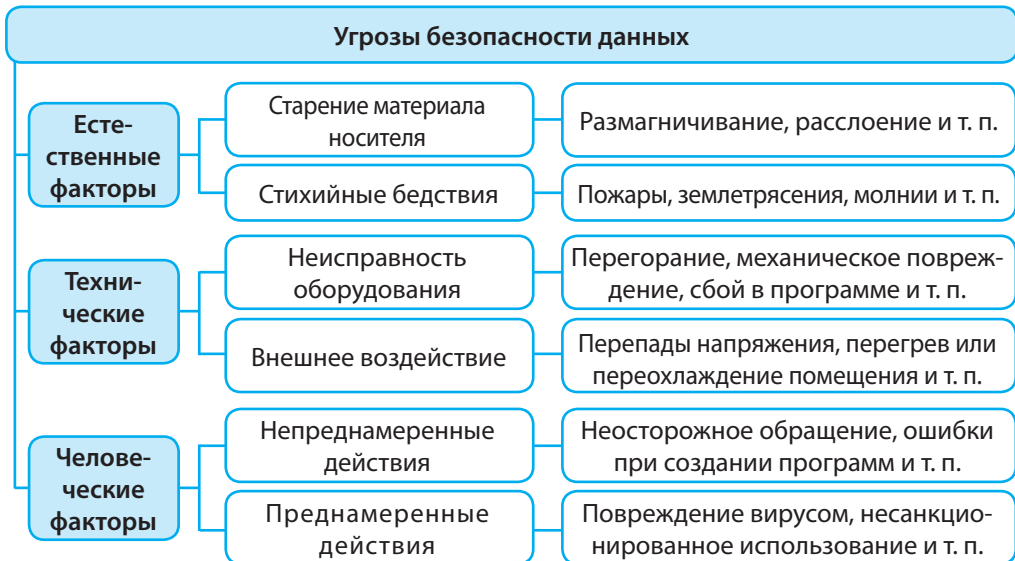 Угрозы безопасности данных
Есте-
ственные
факторы
Старение материала
носителя
Размагничивание, расслоение и т. п.
Стихийные бедствия
Пожары, землетрясения, молнии и т. п.
Техни-
ческие
факторы
Неисправность
оборудования
Перегорание, механическое повреж-
дение, сбой в программе и т. п.
Внешнее воздействие
Перепады напряжения, перегрев или
переохлаждение помещения и т. п.
Челове-
ческие
факторы
Непреднамеренные
действия
Неосторожное обращение, ошибки
при создании программ и т. п.
Преднамеренные
действия
Повреждение вирусом, несанкцио-
нированное использование и т. п.